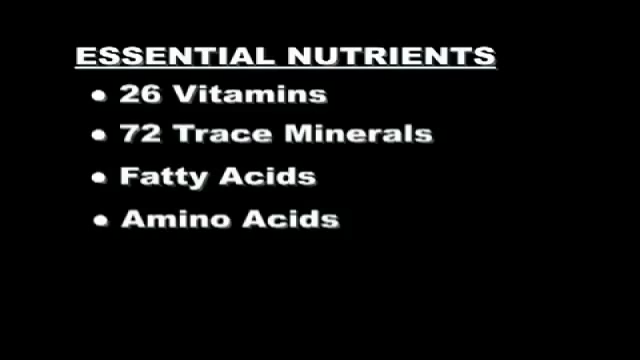 ESSENTIAL NUTRIENTS
• 26 Vitamins
• 72 Trace Minerals
• Fatty Acids
• Amino Acids